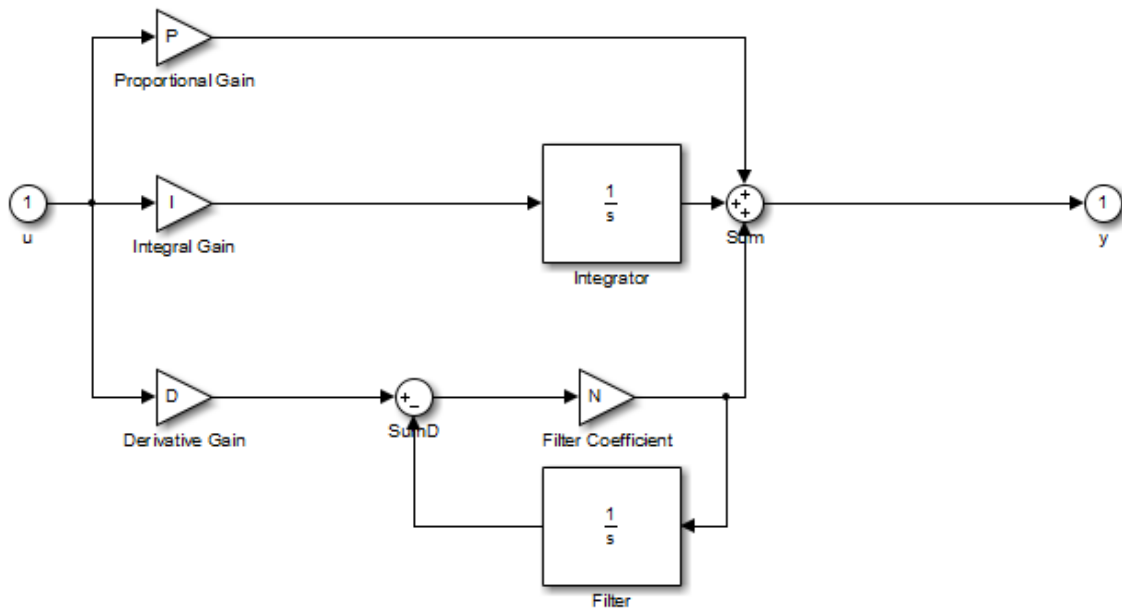 P
Proportional Gain
1
u
I
Integral Gain
1
s
Integrator
+
+
+
Sum
1
y
D
Derivative Gain
+
−
SumD
N
Filter Coefficient
1
s
Filter